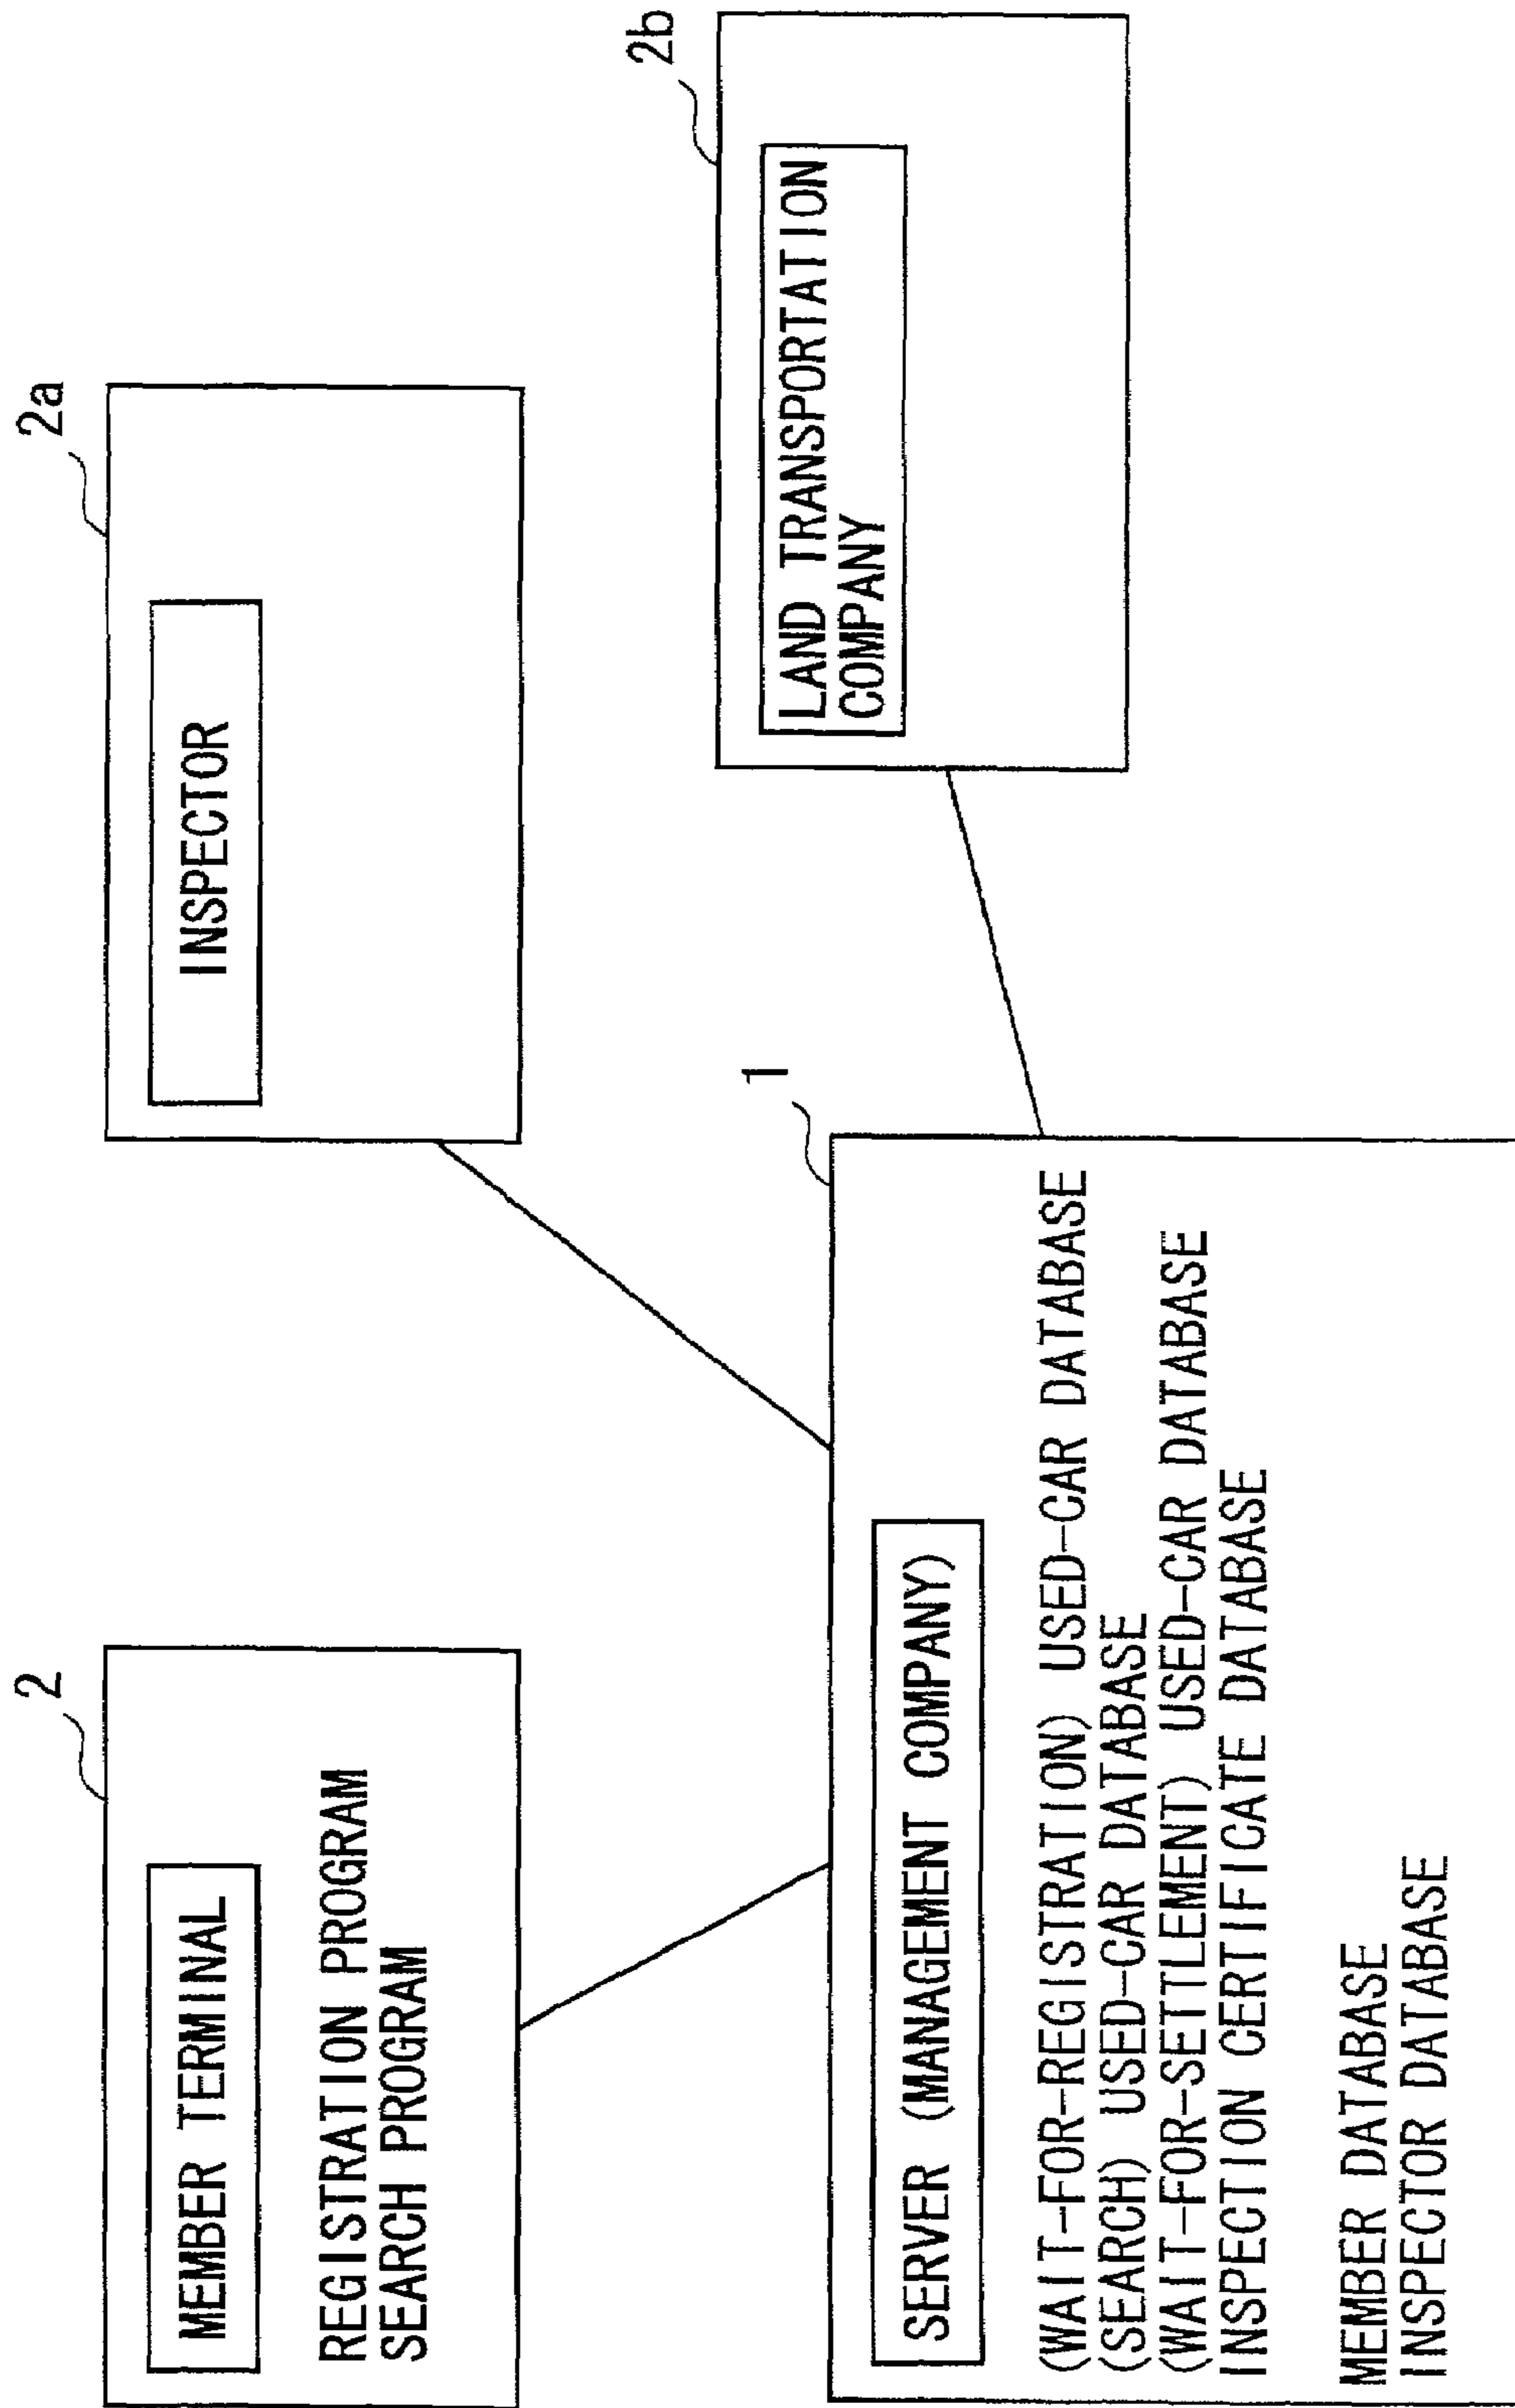 2
MEMBER TERMINAL
REGISTRATION PROGRAM
SEARCH PROGRAM
2a
INSPECTOR
1
SERVER (MANAGEMENT COMPANY)
(WAIT-FOR-REGISTRATION) USED-CAR DATABASE
(SEARCH) USED-CAR DATABASE
(WAIT-FOR-SETTLEMENT) USED-CAR DATABASE
INSPECTION CERTIFICATE DATABASE
MEMBER DATABASE
INSPECTOR DATABASE
2b
LAND TRANSPORTATION
COMPANY